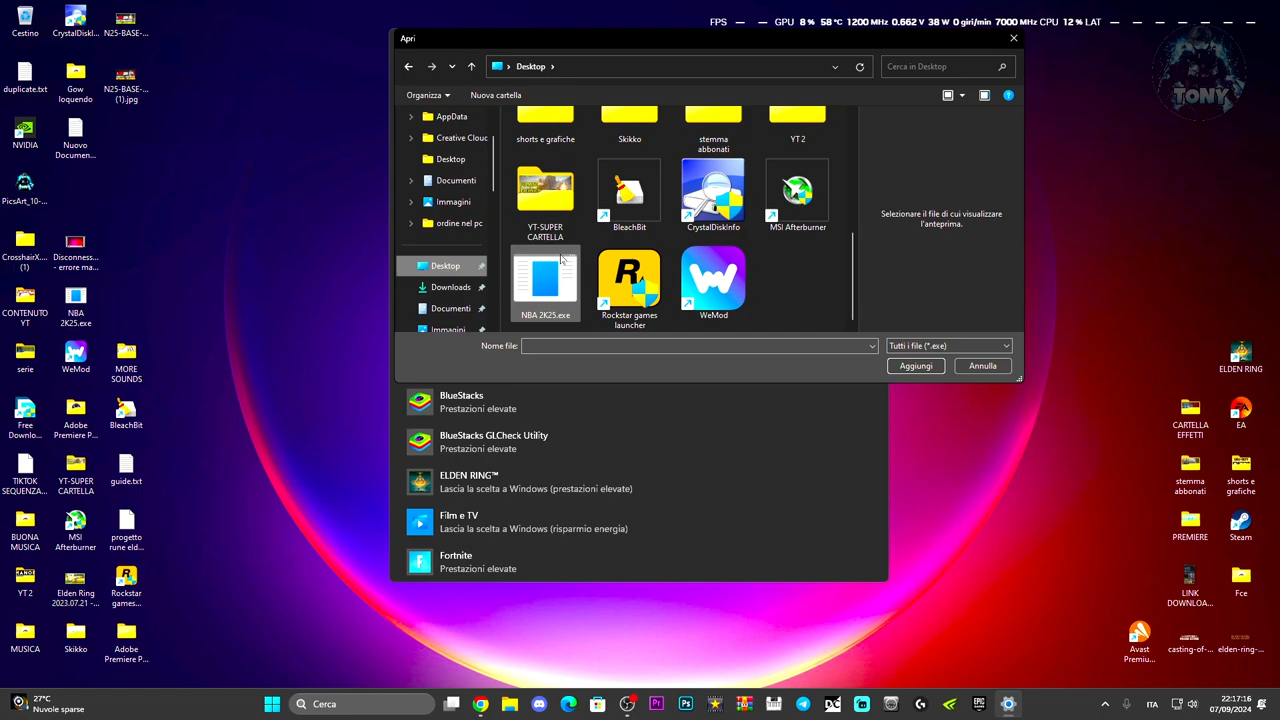 FPS — — GPU 8 % 58 °C 1200 MHz 0.662 V 38 W 0 giri/min 7000 MHz CPU 12 % LAT — — — — — —
TONY
Cestino
CrystalDiskI...
N25-BASE-...
duplicate.txt
Gow loquendo
N25-BASE-...
(1).jpg
NVIDIA
Nuovo
Documen...
PicsArt_10-...
CrosshairX...
(1)
Disconness...
- errore ma...
CONTENUTO
YT
NBA
2K25.exe
serie
WeMod
MORE
SOUNDS
Free
Downlo...
Adobe
Premiere P...
BleachBit
TIKTOK
SEQUENZA...
YT-SUPER
CARTELLA
guide.txt
BUONA
MUSICA
MSI
Afterburner
progetto
rune eld...
YT 2
Elden Ring
2023.07.21 -...
Rockstar
games...
MUSICA
Skikko
Adobe
Premiere P...
Apri
Desktop
Cerca in Desktop
Organizza
Nuova cartella
AppData
Creative Clouc
Desktop
Documenti
Immagini
ordine nel pc
Desktop
Downloads
Documenti
Immagini
shorts e grafiche
Skikko
stemma
abbonati
YT 2
YT-SUPER
CARTELLA
BleachBit
CrystalDiskInfo
MSI Afterburner
NBA 2K25.exe
Rockstar games
launcher
WeMod
Selezionare il file di cui visualizzare
l'anteprima.
Nome file:
Tutti i file (*.exe)
Aggiungi
Annulla
BlueStacks
Prestazioni elevate
BlueStacks GLCheck Utility
Prestazioni elevate
ELDEN RING™
Lascia la scelta a Windows (prestazioni elevate)
Film e TV
Lascia la scelta a Windows (risparmio energia)
Fortnite
Prestazioni elevate
ELDEN RING
CARTELLA
EFFETTI
EA
stemma
abbonati
shorts e
grafiche
PREMIERE
Steam
LINK
DOWNLOA...
Fce
Avast
Premiu...
casting-of-...
elden-ring-...
27°C
Nuvole sparse
Cerca
ITA
22:17:16
07/09/2024